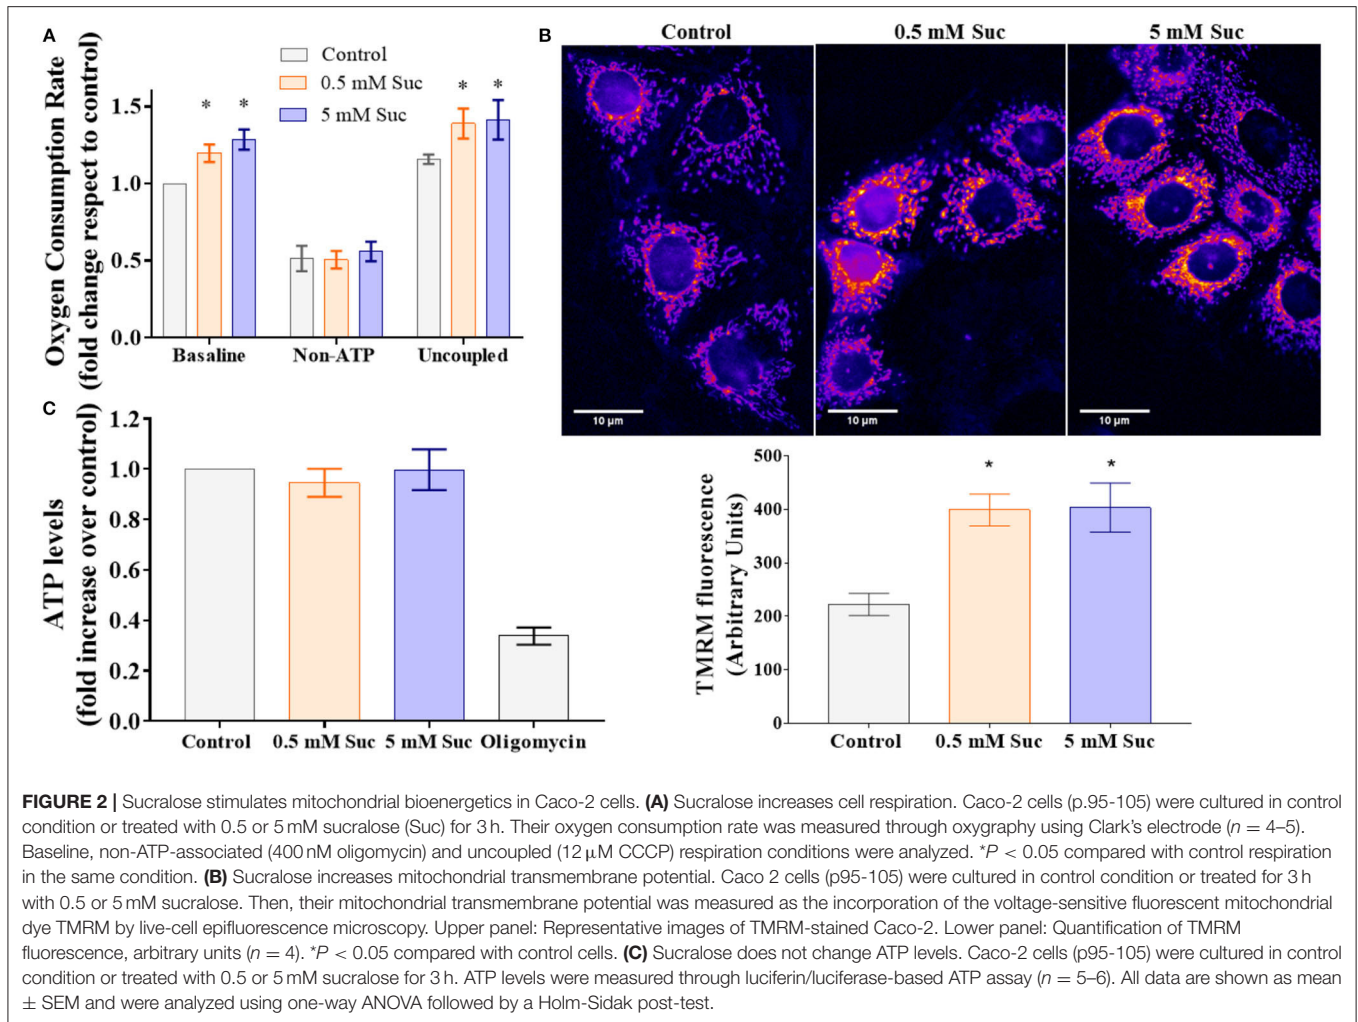 A
Control
0.5 mM Suc
5 mM Suc
Oxygen Consumption Rate
(fold change respect to control)
1.5
1.0
0.5
0.0
* * * *
Basaline Non-ATP Uncoupled
B
Control 0.5 mM Suc 5 mM Suc
10 μm 10 μm 10 μm
TMRM fluorescence
(Arbitrary Units)
500
400
300
200
100
0
* *
Control 0.5 mM Suc 5 mM Suc
C
ATP levels
(fold increase over control)
1.2
1.0
0.8
0.6
0.4
0.2
0.0
Control 0.5 mM Suc 5 mM Suc Oligomycin
FIGURE 2 | Sucralose stimulates mitochondrial bioenergetics in Caco-2 cells. (A) Sucralose increases cell respiration. Caco-2 cells (p.95-105) were cultured in control
condition or treated with 0.5 or 5 mM sucralose (Suc) for 3 h. Their oxygen consumption rate was measured through oxygraphy using Clark's electrode (n = 4–5).
Baseline, non-ATP-associated (400 nM oligomycin) and uncoupled (12 μM CCCP) respiration conditions were analyzed. *P < 0.05 compared with control respiration
in the same condition. (B) Sucralose increases mitochondrial transmembrane potential. Caco 2 cells (p95-105) were cultured in control condition or treated for 3 h
with 0.5 or 5 mM sucralose. Then, their mitochondrial transmembrane potential was measured as the incorporation of the voltage-sensitive fluorescent mitochondrial
dye TMRM by live-cell epifluorescence microscopy. Upper panel: Representative images of TMRM-stained Caco-2. Lower panel: Quantification of TMRM
fluorescence, arbitrary units (n = 4). *P < 0.05 compared with control cells. (C) Sucralose does not change ATP levels. Caco-2 cells (p95-105) were cultured in control
condition or treated with 0.5 or 5 mM sucralose for 3 h. ATP levels were measured through luciferin/luciferase-based ATP assay (n = 5–6). All data are shown as mean
± SEM and were analyzed using one-way ANOVA followed by a Holm-Sidak post-test.